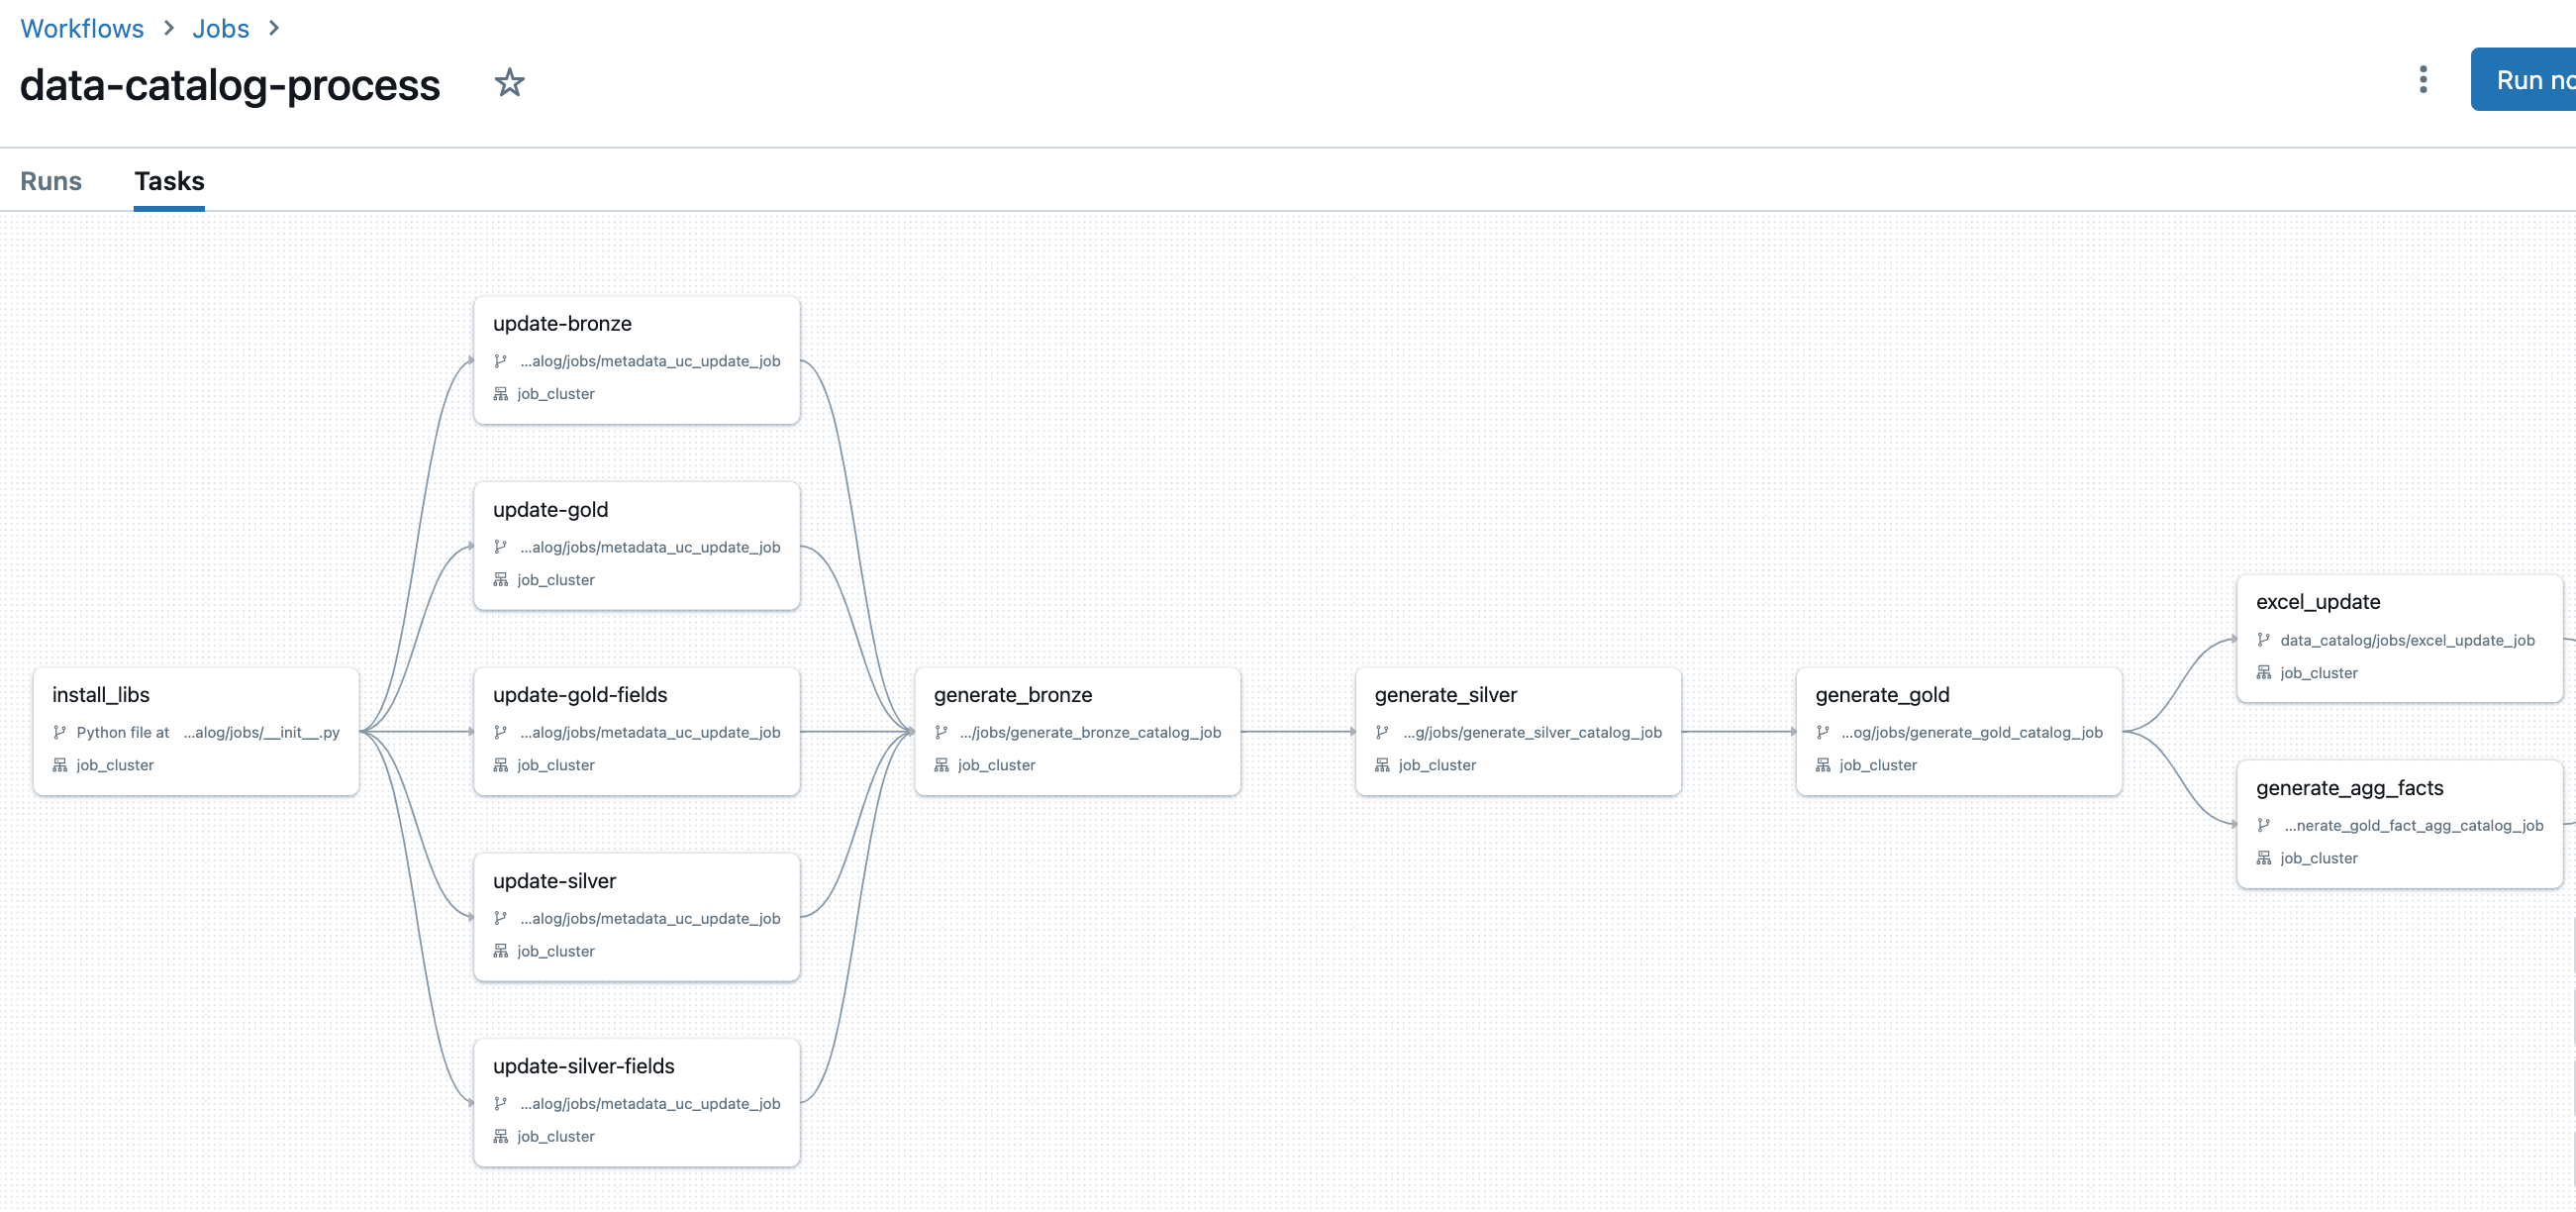 Workflows > Jobs >
data-catalog-process
Run
Runs Tasks
install_libs
Python file at ...alog/jobs/__init__.py
job_cluster
update-bronze
...alog/jobs/metadata_uc_update_job
job_cluster
update-gold
...alog/jobs/metadata_uc_update_job
job_cluster
update-gold-fields
...alog/jobs/metadata_uc_update_job
job_cluster
update-silver
...alog/jobs/metadata_uc_update_job
job_cluster
update-silver-fields
...alog/jobs/metadata_uc_update_job
job_cluster
generate_bronze
.../jobs/generate_bronze_catalog_job
job_cluster
generate_silver
...g/jobs/generate_silver_catalog_job
job_cluster
generate_gold
...og/jobs/generate_gold_catalog_job
job_cluster
excel_update
data_catalog/jobs/excel_update_job
job_cluster
generate_agg_facts
...nerate_gold_fact_agg_catalog_job
job_cluster